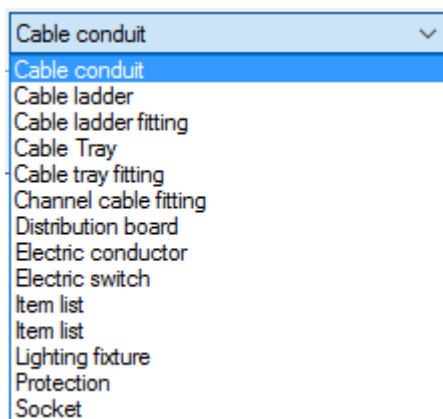 Cable conduit
Cable conduit
Cable ladder
Cable ladder fitting
Cable Tray
Cable tray fitting
Channel cable fitting
Distribution board
Electric conductor
Electric switch
Item list
Item list
Lighting fixture
Protection
Socket